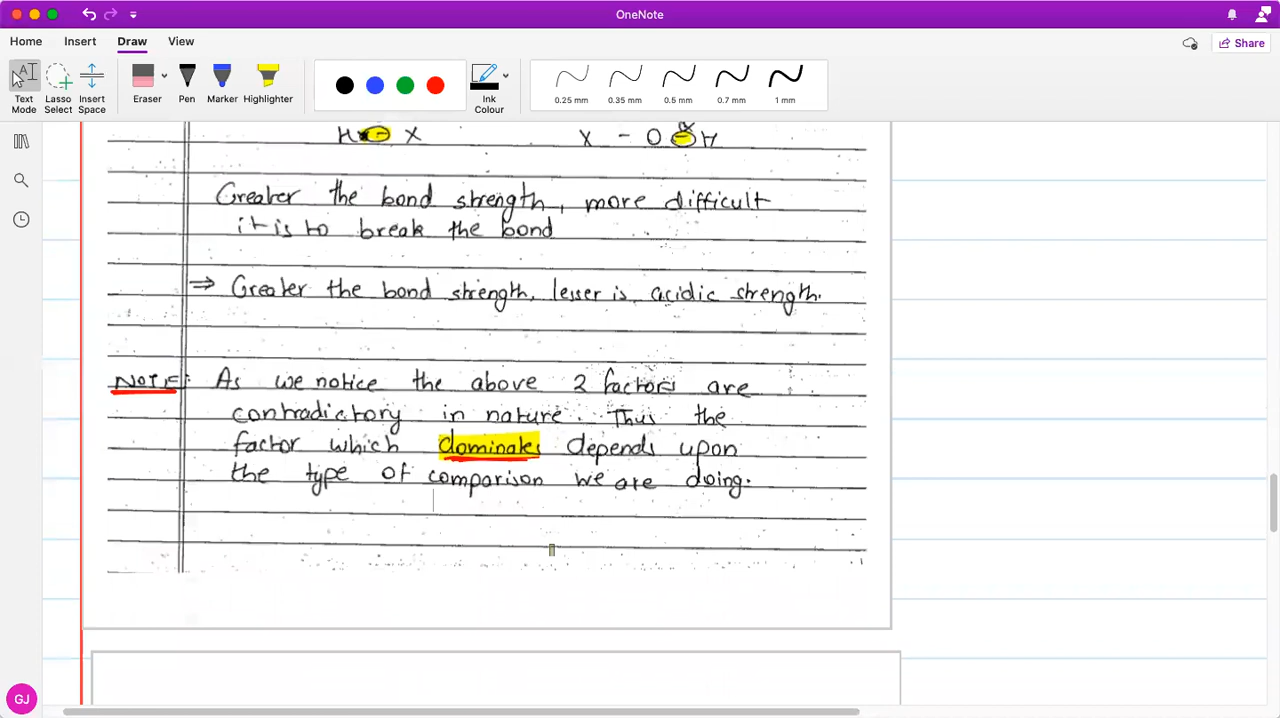 OneNote
Home Insert Draw View
Share
Text Mode
Lasso Select
Insert Space
Eraser
Pen
Marker
Highlighter
Ink Colour
0.25 mm 0.35 mm 0.5 mm 0.7 mm 1 mm
H - X X - O - H
Greater the bond strength, more difficult
it is to break the bond
⇒ Greater the bond strength, lesser is acidic strength.
NOTE: As we notice the above 2 factors are
contradictory in nature. Thus the
factor which dominates depends upon
the type of comparison we are doing.
GJ